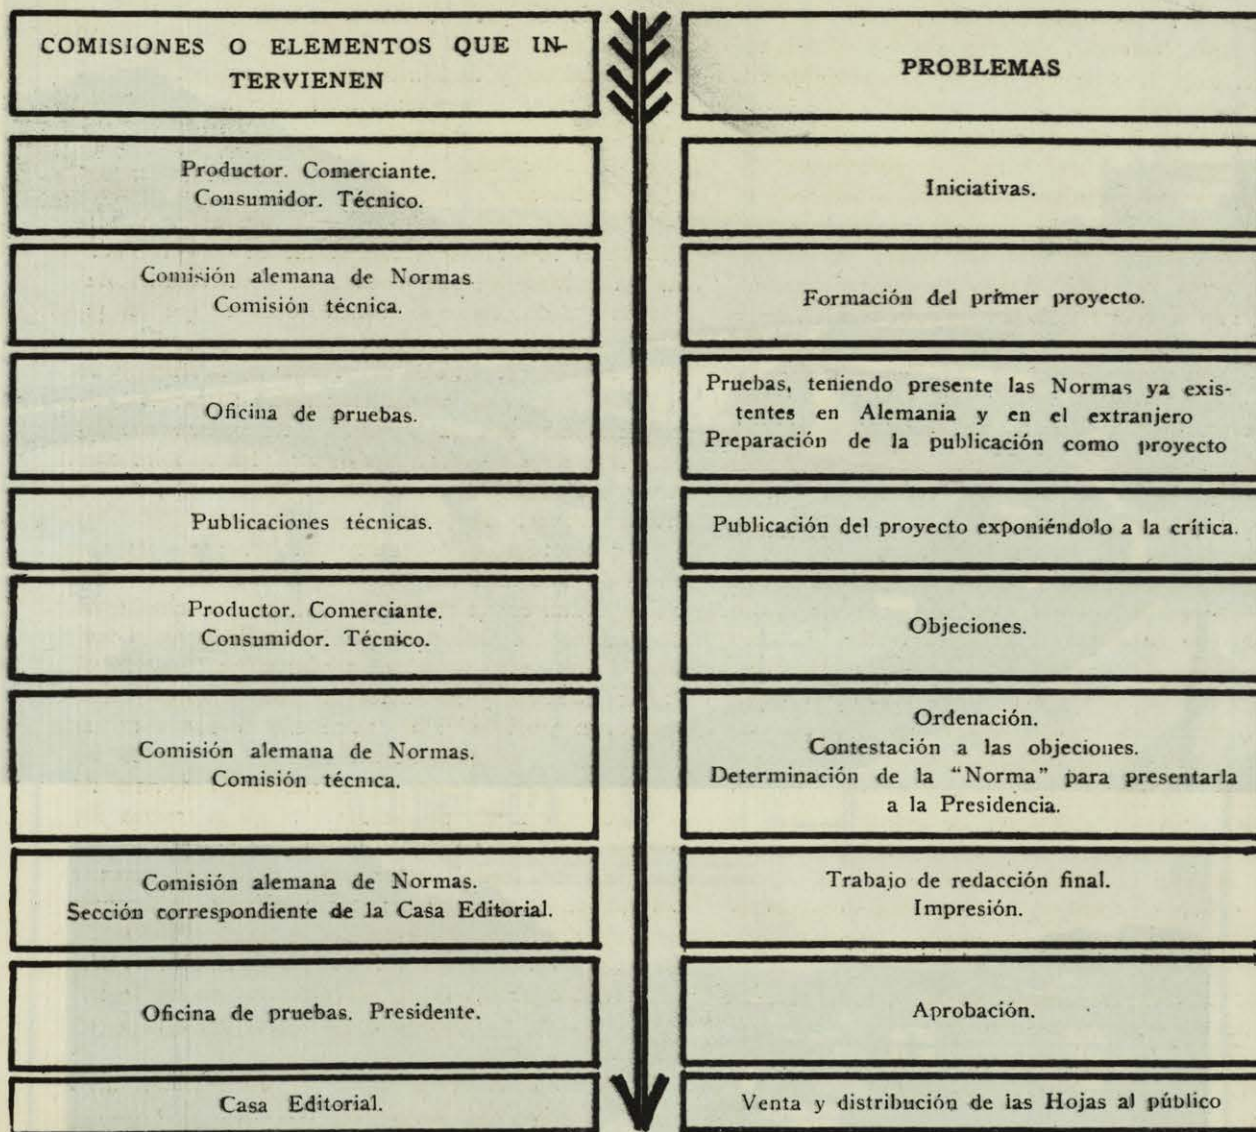 COMISIONES O ELEMENTOS QUE IN-
TERVIENEN
PROBLEMAS
Productor. Comerciante.
Consumidor. Técnico.
Iniciativas.
Comisión alemana de Normas.
Comisión técnica.
Formación del primer proyecto.
Oficina de pruebas.
Pruebas, teniendo presente las Normas ya exis-
tentes en Alemania y en el extranjero
Preparación de la publicación como proyecto
Publicaciones técnicas.
Publicación del proyecto exponiéndolo a la crítica.
Productor. Comerciante.
Consumidor. Técnico.
Objeciones.
Comisión alemana de Normas.
Comisión técnica.
Ordenación.
Contestación a las objeciones.
Determinación de la “Norma” para presentarla
a la Presidencia.
Comisión alemana de Normas.
Sección correspondiente de la Casa Editorial.
Trabajo de redacción final.
Impresión.
Oficina de pruebas. Presidente.
Aprobación.
Casa Editorial.
Venta y distribución de las Hojas al público